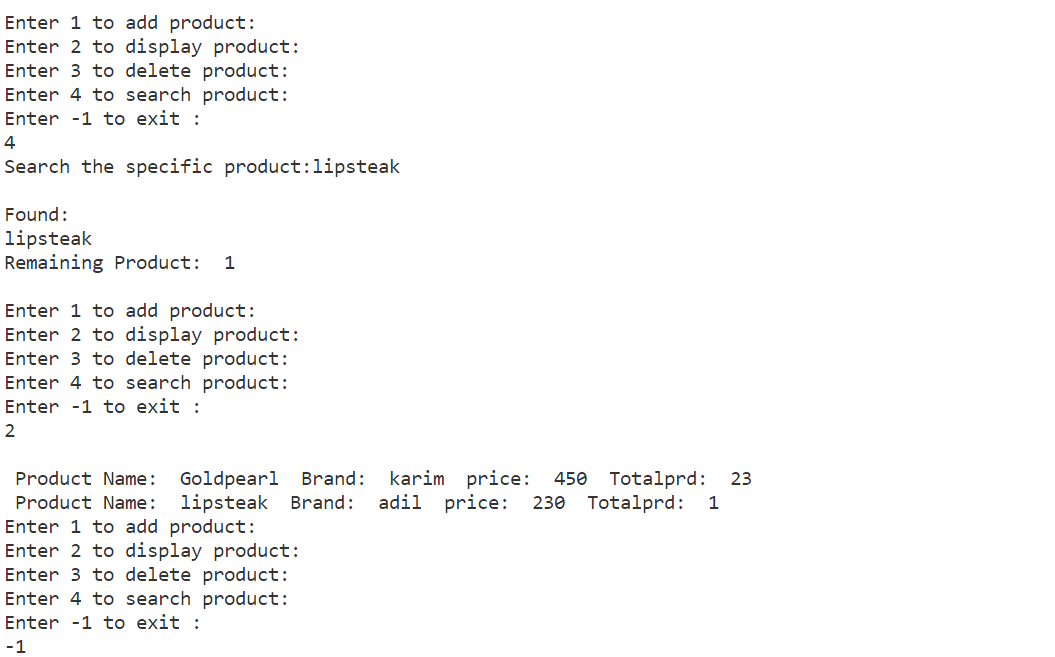 Enter 1 to add product:
Enter 2 to display product:
Enter 3 to delete product:
Enter 4 to search product:
Enter -1 to exit :
4
Search the specific product:lipsteak
Found:
lipsteak
Remaining Product:  1
Enter 1 to add product:
Enter 2 to display product:
Enter 3 to delete product:
Enter 4 to search product:
Enter -1 to exit :
2
 Product Name:  Goldpearl  Brand:  karim  price:  450  Totalprd:  23
 Product Name:  lipsteak  Brand:  adil  price:  230  Totalprd:  1
Enter 1 to add product:
Enter 2 to display product:
Enter 3 to delete product:
Enter 4 to search product:
Enter -1 to exit :
-1